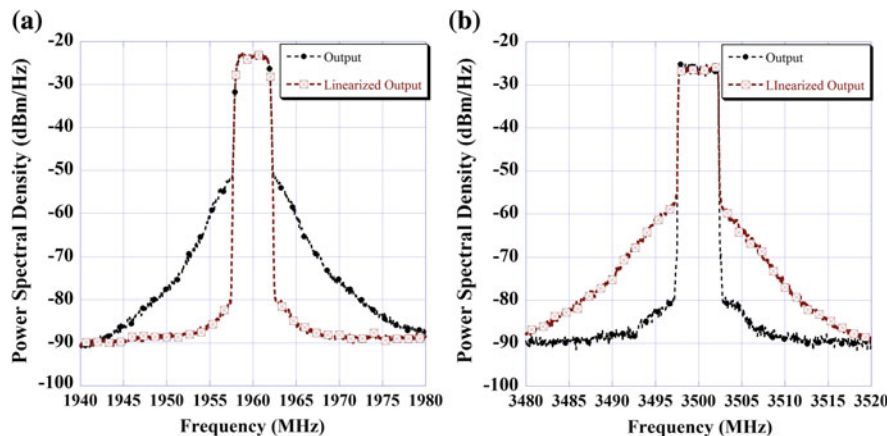 (a)
Power Spectral Density (dBm/Hz)
-20
-30
-40
-50
-60
-70
-80
-90
-100
Output
Linearized Output
1940 1945 1950 1955 1960 1965 1970 1975 1980
Frequency (MHz)
(b)
Power Spectral Density (dBm/Hz)
-20
-30
-40
-50
-60
-70
-80
-90
-100
Output
LInearized Output
3480 3485 3490 3495 3500 3505 3510 3515 3520
Frequency (MHz)